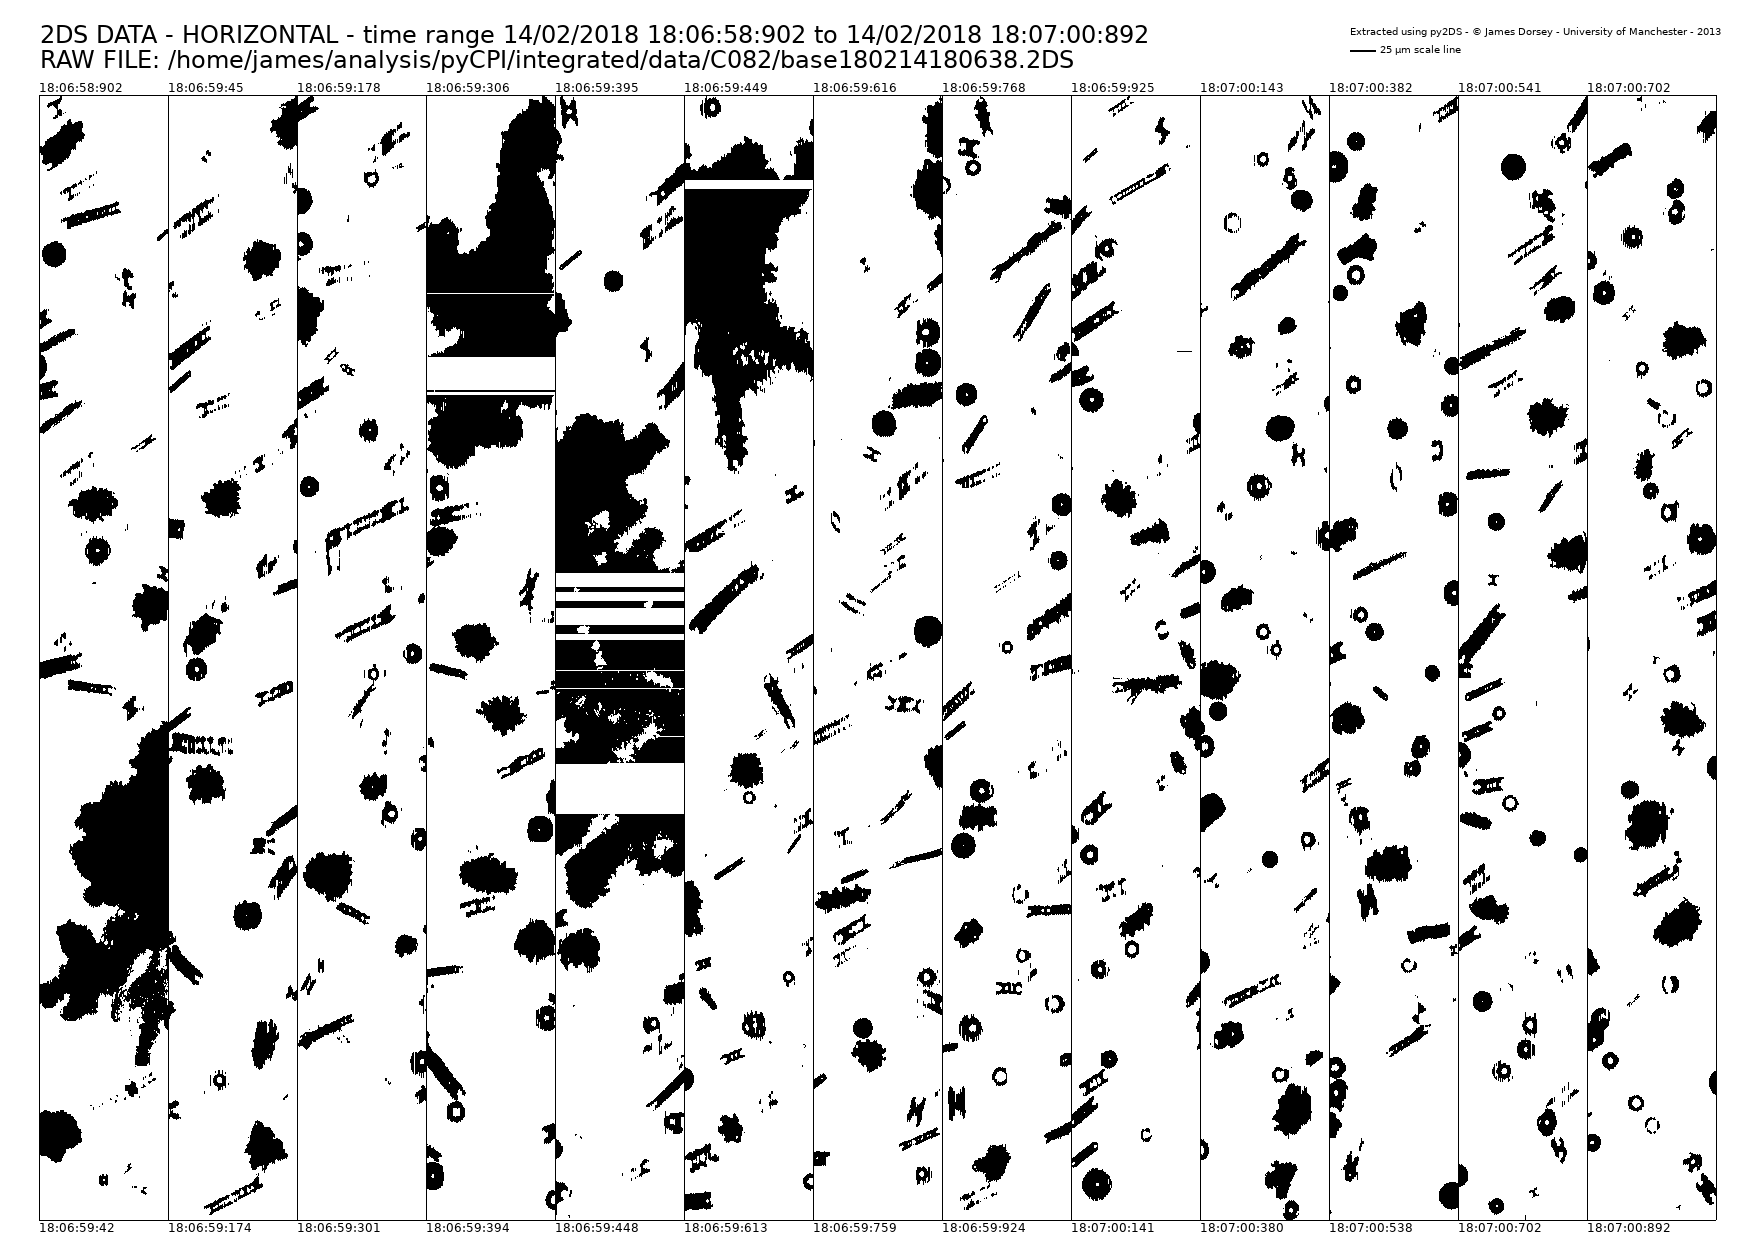 2DS DATA - HORIZONTAL - time range 14/02/2018 18:06:58:902 to 14/02/2018 18:07:00:892
RAW FILE: /home/james/analysis/pyCPI/integrated/data/C082/base180214180638.2DS
Extracted using py2DS - © James Dorsey - University of Manchester - 2013
25 µm scale line
18:06:58:902 18:06:59:45 18:06:59:178 18:06:59:306 18:06:59:395 18:06:59:449 18:06:59:616 18:06:59:768 18:06:59:925 18:07:00:143 18:07:00:382 18:07:00:541 18:07:00:702
18:06:59:42 18:06:59:174 18:06:59:301 18:06:59:394 18:06:59:448 18:06:59:613 18:06:59:759 18:06:59:924 18:07:00:141 18:07:00:380 18:07:00:538 18:07:00:702 18:07:00:892